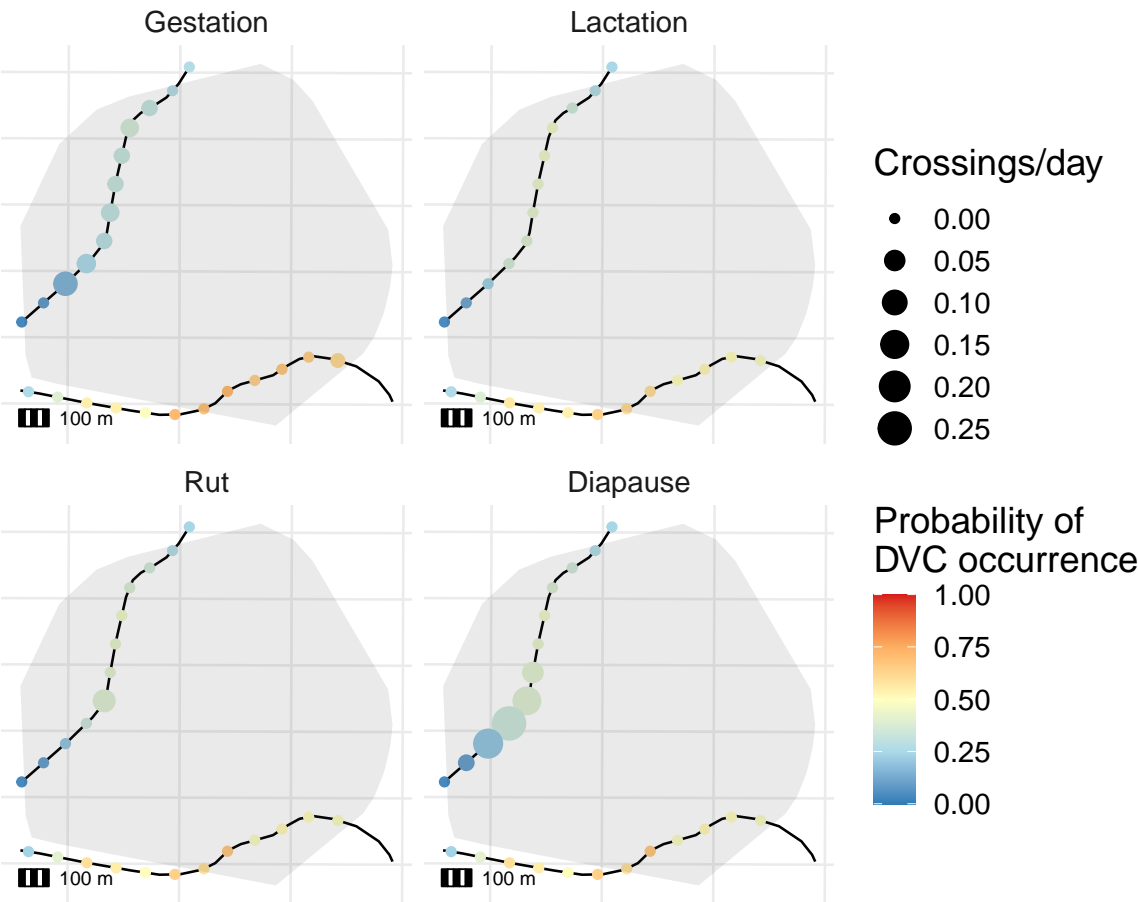 Gestation
Lactation
100 m
100 m
Rut
Diapause
100 m
100 m
Crossings/day
0.00
0.05
0.10
0.15
0.20
0.25
Probability of
DVC occurrence
1.00
0.75
0.50
0.25
0.00